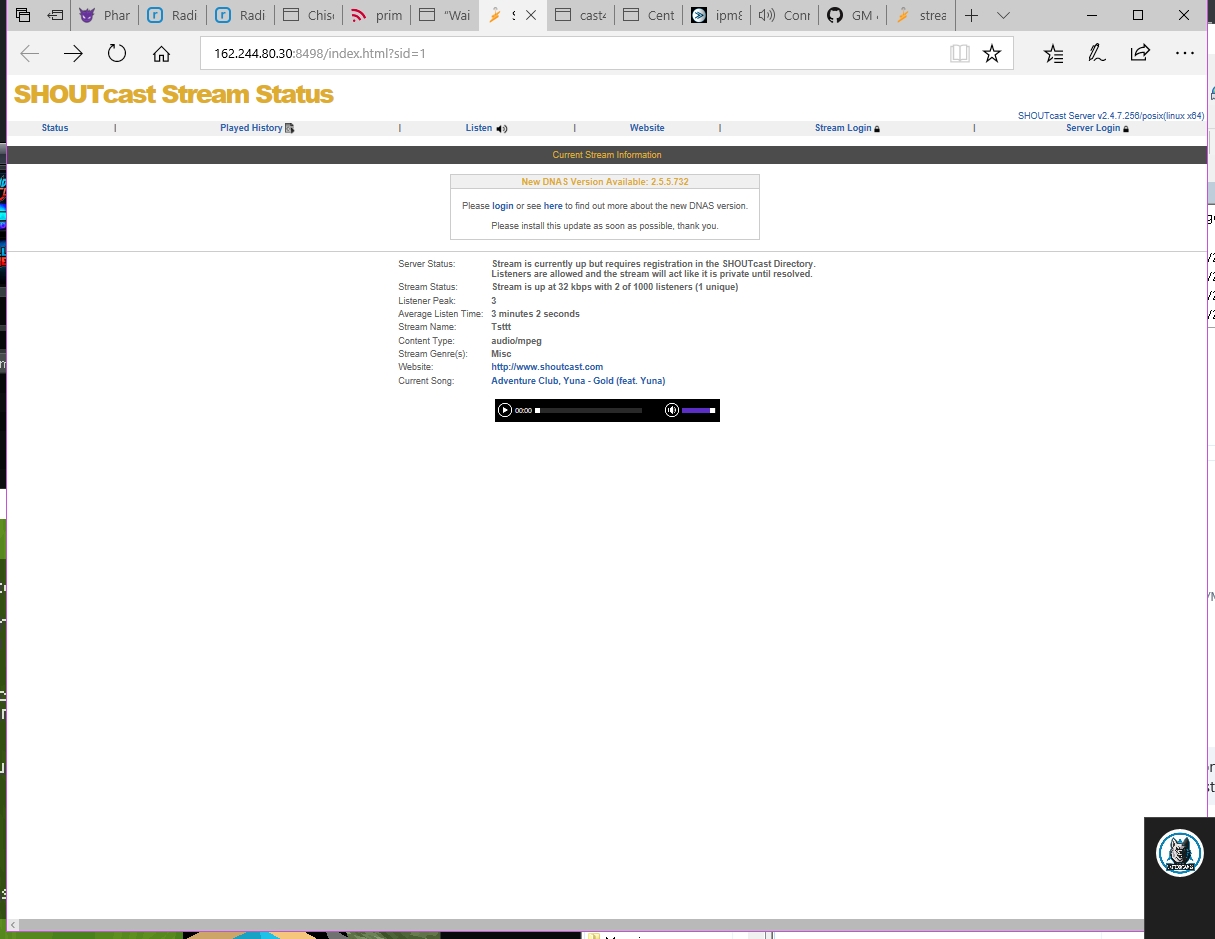 Phar
Radi
Radi
Chis
prim
"Wai
cast
Cent
ipm8
Conr
GM
strea
162.244.80.30:8498/index.html?sid=1
SHOUTcast Stream Status
SHOUTcast Server v2.4.7.256/posix(linux x64)
Status | Played History | Listen | Website | Stream Login | Server Login
Current Stream Information
New DNAS Version Available: 2.5.5.732
Please login or see here to find out more about the new DNAS version.
Please install this update as soon as possible, thank you.
Server Status: Stream is currently up but requires registration in the SHOUTcast Directory.
Listeners are allowed and the stream will act like it is private until resolved.
Stream Status: Stream is up at 32 kbps with 2 of 1000 listeners (1 unique)
Listener Peak: 3
Average Listen Time: 3 minutes 2 seconds
Stream Name: Tsttt
Content Type: audio/mpeg
Stream Genre(s): Misc
Website: http://www.shoutcast.com
Current Song: Adventure Club, Yuna - Gold (feat. Yuna)
00:00